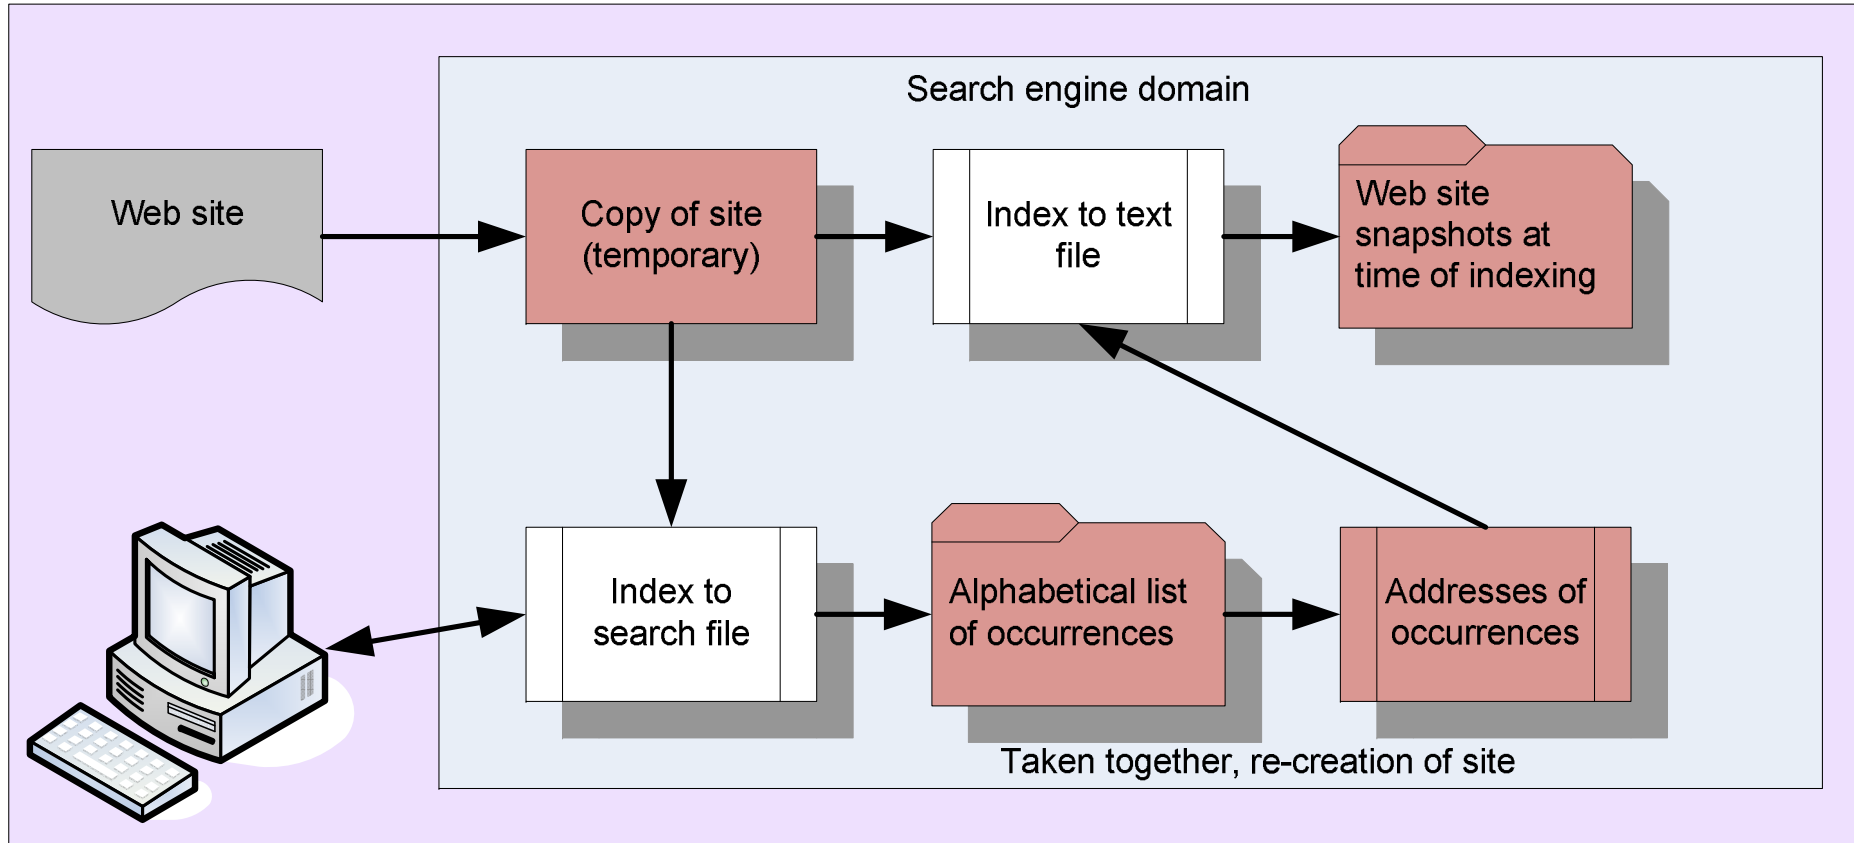 Search engine domain
Web site
Copy of site
(temporary)
Index to text
file
Web site
snapshots at
time of indexing
Index to
search file
Alphabetical list
of occurrences
Addresses of
occurrences
Taken together, re-creation of site